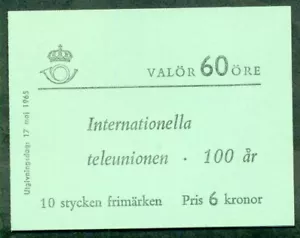 VALÖR 60 ÖRE
Internationella
teleunionen · 100 år
10 stycken frimärken Pris 6 kronor
Utgivningsdag: 17 maj 1965